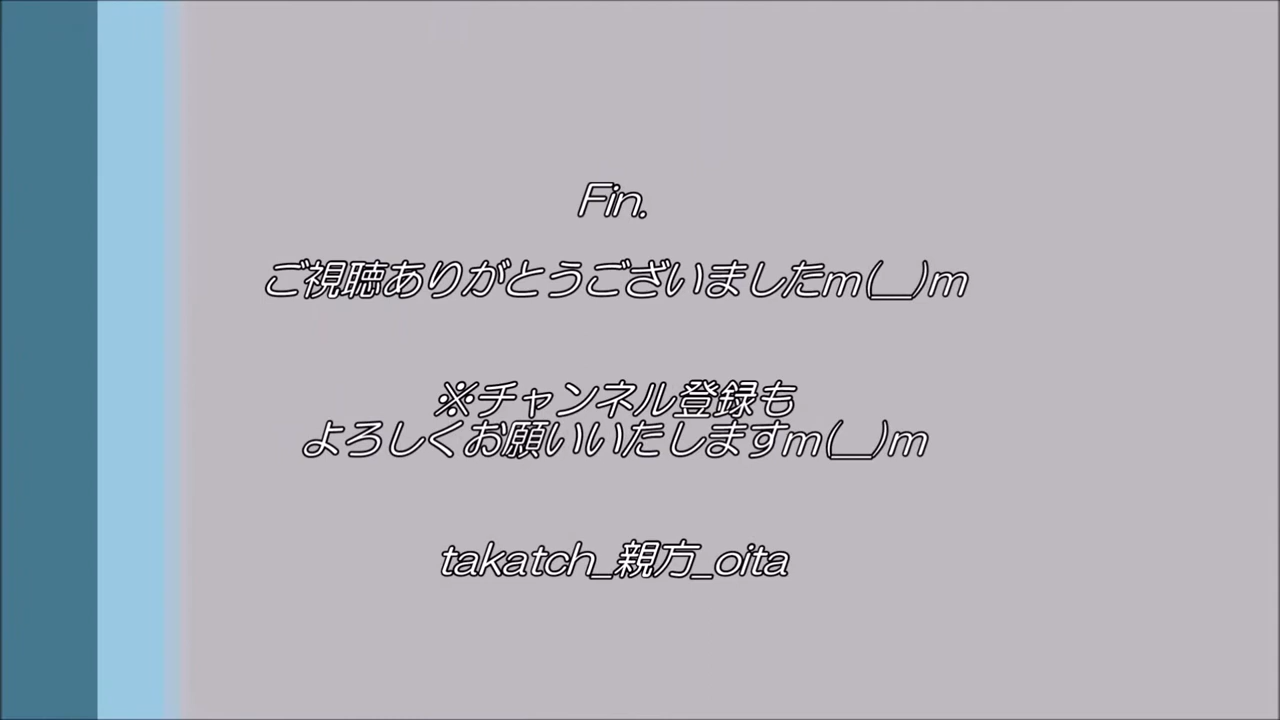 Fin.
ご視聴ありがとうございましたm(__)m
※チャンネル登録も
よろしくお願いいたしますm(__)m
takatch_親方_oita